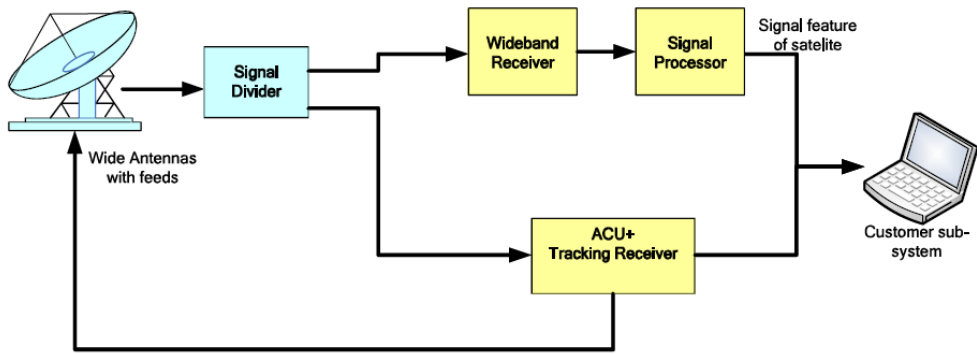 Wide Antennas
with feeds
Signal
Divider
Wideband
Receiver
Signal
Processor
Signal feature
of satelite
ACU+
Tracking Receiver
Customer sub-
system